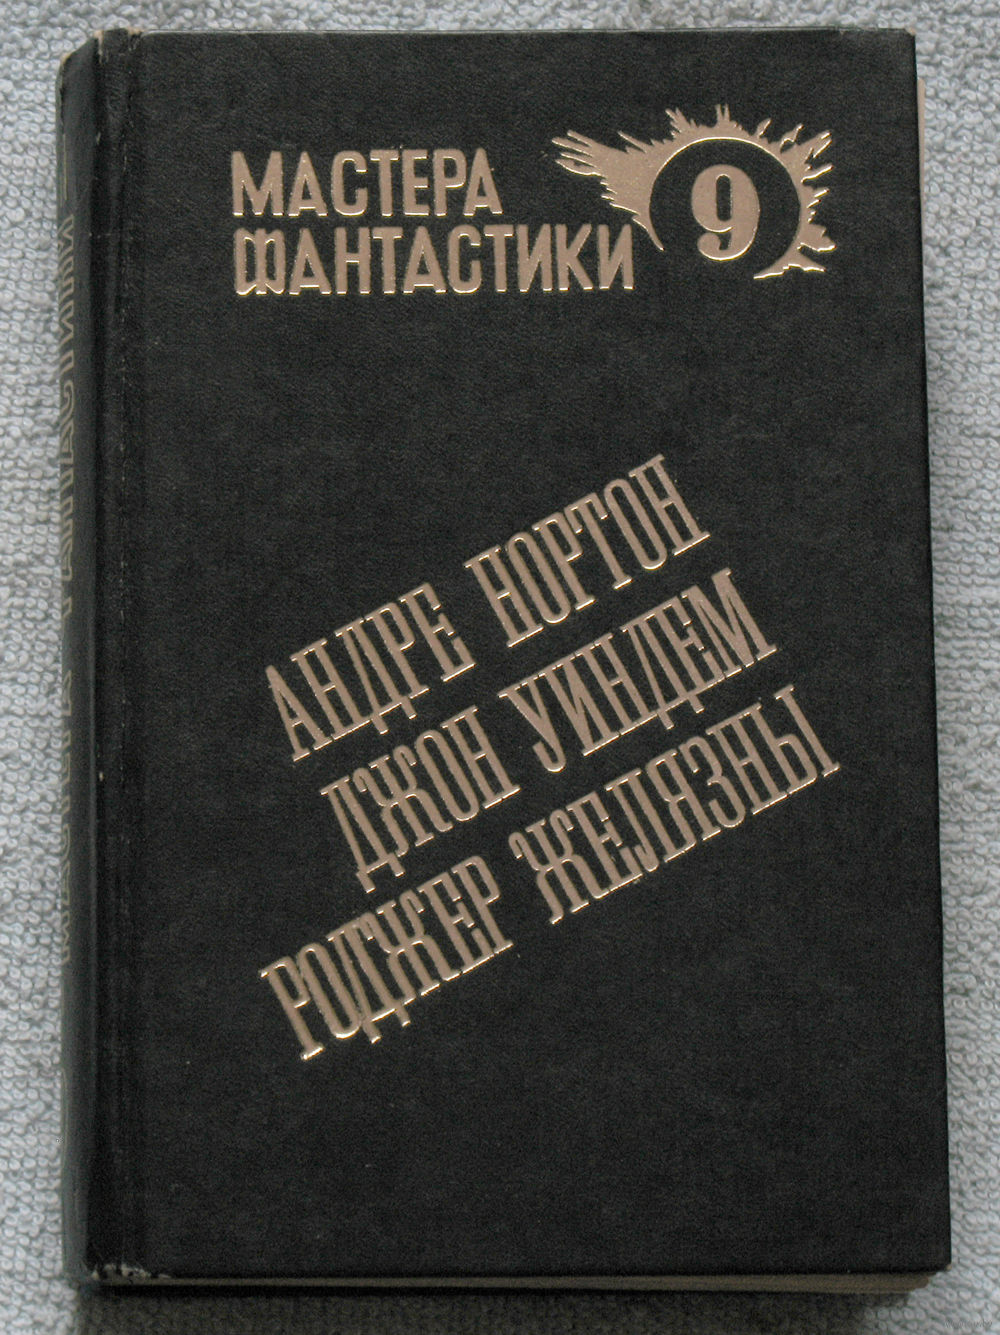 МАСТЕРА
ФАНТАСТИКИ
9
АНДРЕ НОРТОН
ДЖОН УИНДЕМ
РОДЖЕР ЖЕЛЯЗНЫ